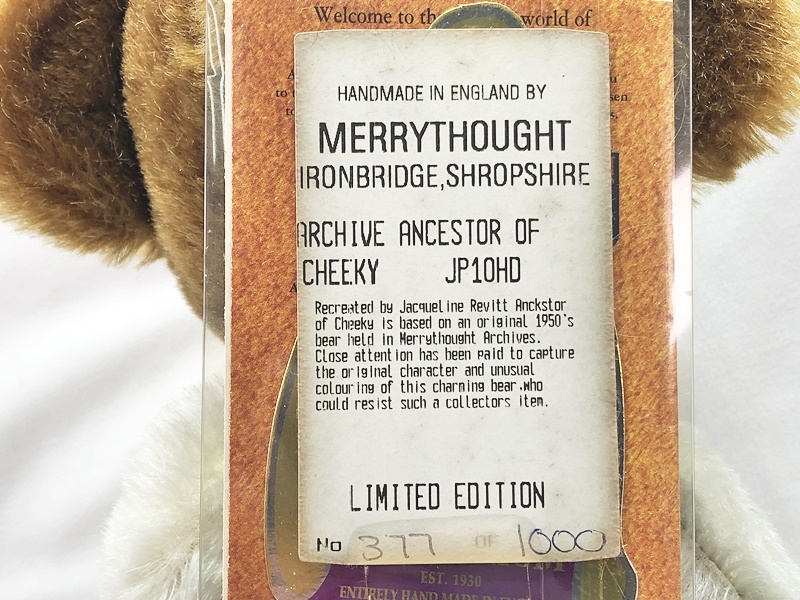 Welcome to th world of
HANDMADE IN ENGLAND BY
MERRYTHOUGHT
IRONBRIDGE,SHROPSHIRE
ARCHIVE ANCESTOR OF
CHEEKY JP10HD
Recreated by Jacqueline Revitt Anckstor
of Cheeky is based on an original 1950's
bear held in Merrythought Archives.
Close attention has been paid to capture
the original character and unusual
colouring of this charming bear.who
could resist such a collectors item.
LIMITED EDITION
No 377 OF 1000
EST. 1930
ENTIRELY HAND MADE IN